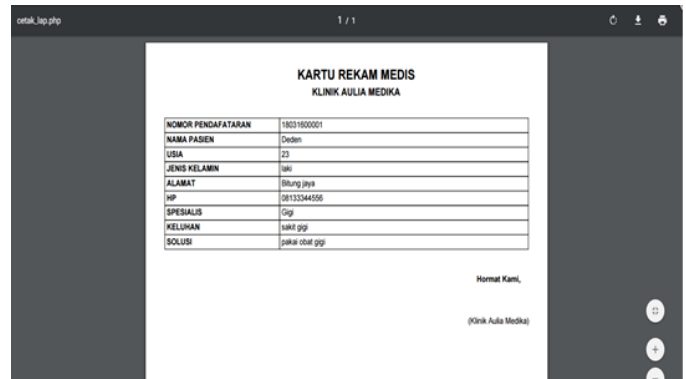 cetak_lap.php
1 / 1
KARTU REKAM MEDIS
KLINIK AULIA MEDIKA
NOMOR PENDAFATARAN 18031600001
NAMA PASIEN Deden
USIA 23
JENIS KELAMIN laki
ALAMAT Bitung jaya
HP 08133344556
SPESIALIS Gigi
KELUHAN sakit gigi
SOLUSI pakai obat gigi
Hormat Kami,
(Klinik Aulia Medika)